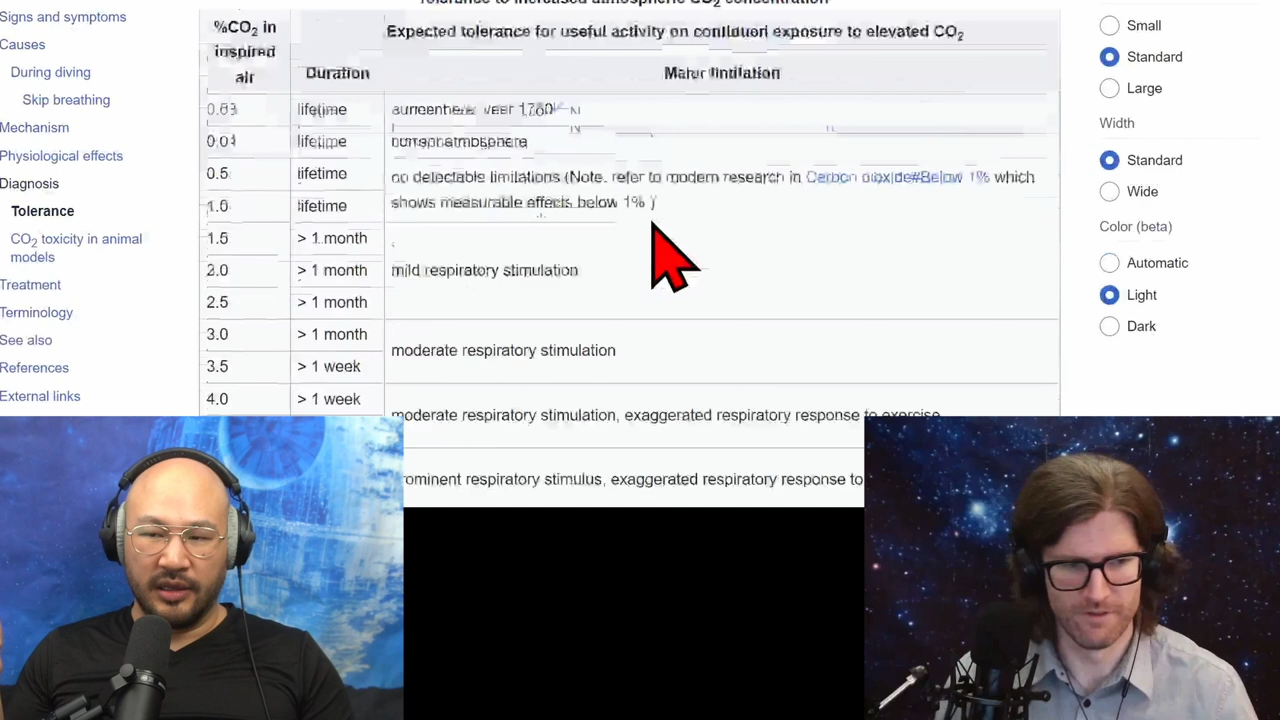 Signs and symptoms
Causes
During diving
Skip breathing
Mechanism
Physiological effects
Diagnosis
Tolerance
CO2 toxicity in animal
models
Treatment
Terminology
See also
References
External links
Tolerance to increased atmospheric CO2 concentration
%CO2 in
inspired
air
Expected tolerance for useful activity on
exposure to elevated CO2
Duration
lifetime
lifetime
0.5
lifetime
no detectable limitations (Note. refer to modern research in
Below 1% which
1.0
lifetime
shows measurable effects below 1% )
1.5
> 1 month
2.0
> 1 month
mild respiratory stimulation
2.5
> 1 month
3.0
> 1 month
moderate respiratory stimulation
3.5
> 1 week
4.0
> 1 week
moderate respiratory stimulation, exaggerated respiratory response to exercise
respiratory stimulus, exaggerated respiratory response to
Small
Standard
Large
Width
Standard
Wide
Color (beta)
Automatic
Light
Dark